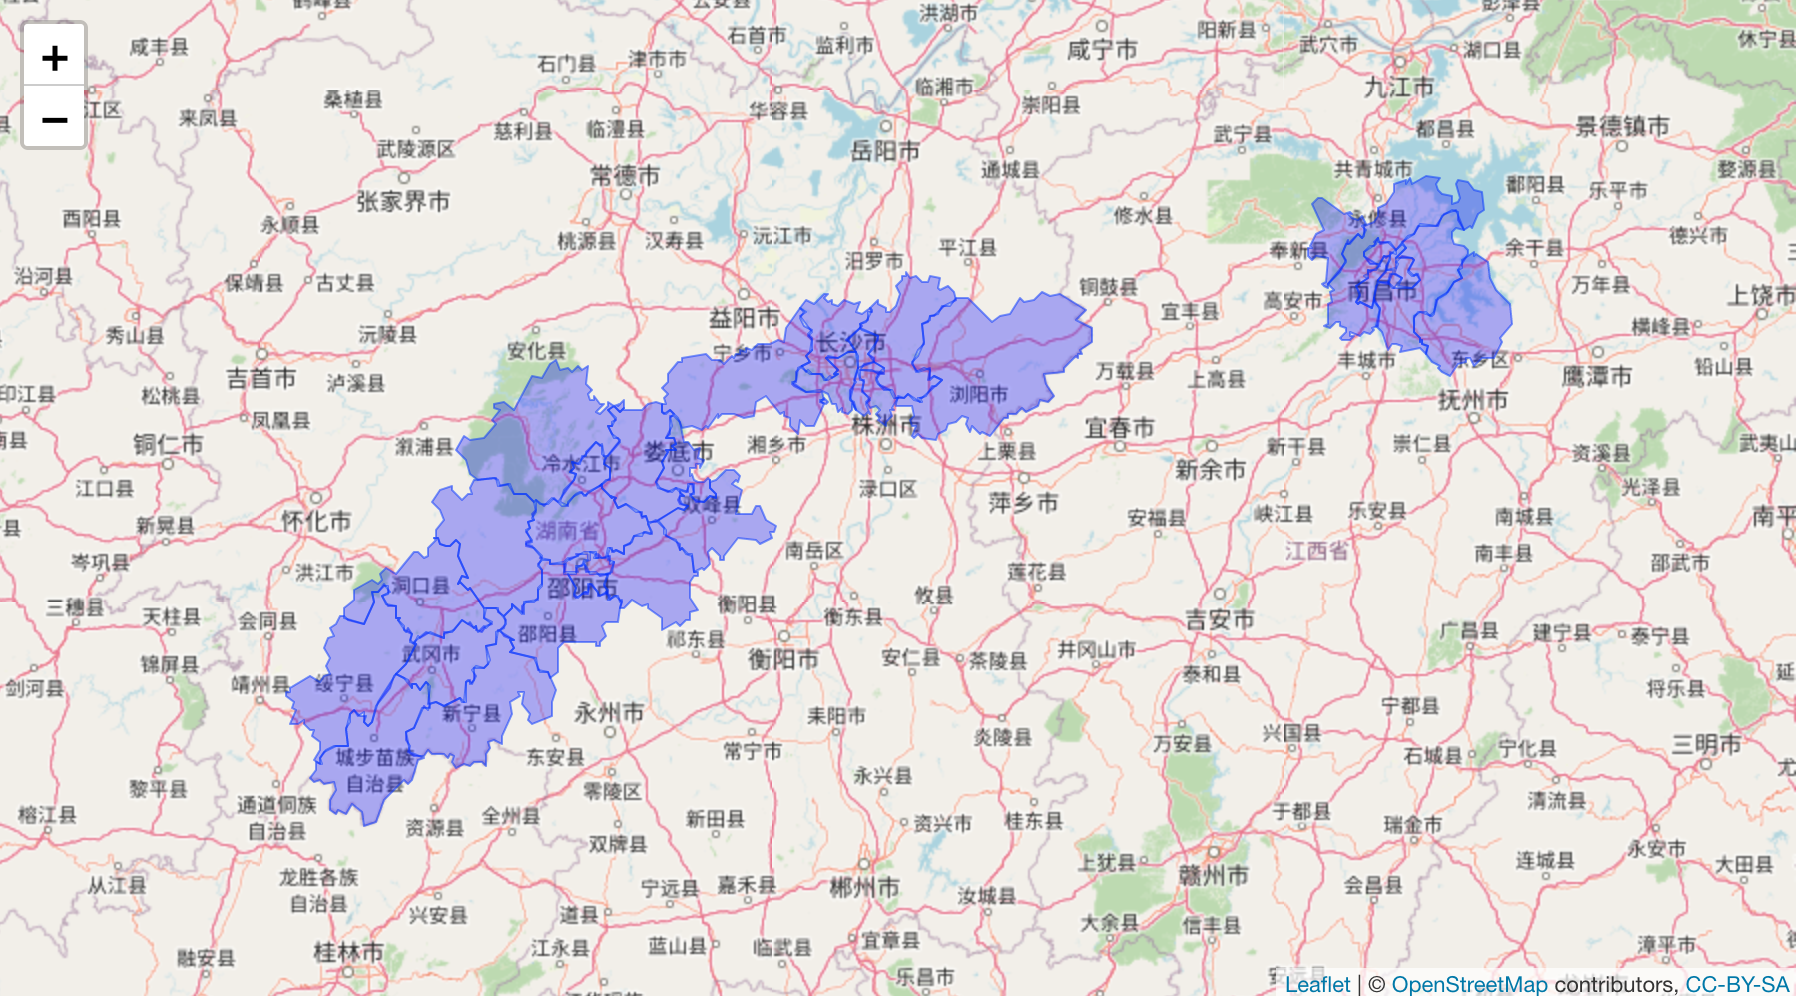 +
−
鹤峰县
公安县
洪湖市
彭泽县
咸丰县
石首市
监利市
咸宁市
阳新县
武穴市
湖口县
休宁县
石门县
津市市
临湘市
九江市
江区
桑植县
来凤县
慈利县
临澧县
华容县
崇阳县
武宁县
都昌县
景德镇市
武陵源区
岳阳市
通城县
共青城市
婺源县
张家界市
常德市
鄱阳县
乐平市
酉阳县
永顺县
桃源县
汉寿县
沅江市
平江县
修水县
永修县
德兴市
沿河县
保靖县
古丈县
汨罗市
铜鼓县
奉新县
余干县
万年县
上饶市
秀山县
沅陵县
益阳市
宜丰县
高安市
南昌市
横峰县
安化县
宁乡市
长沙市
吉首市
泸溪县
松桃县
印江县
浏阳市
万载县
上高县
丰城市
东乡区
鹰潭市
铅山县
凤凰县
株洲市
宜春市
抚州市
铜仁市
溆浦县
冷水江市
娄底市
湘乡市
上栗县
新余市
新干县
崇仁县
资溪县
武夷山
江口县
渌口区
萍乡市
光泽县
双峰县
怀化市
新晃县
湖南省
安福县
峡江县
乐安县
南城县
南平
岑巩县
洪江市
洞口县
邵阳市
南岳区
江西省
南丰县
邵武市
莲花县
三穗县
天柱县
会同县
邵阳县
衡阳县
祁东县
衡东县
攸县
吉安市
广昌县
建宁县
泰宁县
锦屏县
武冈市
衡阳市
安仁县
茶陵县
井冈山市
泰和县
剑河县
靖州县
绥宁县
新宁县
永州市
耒阳市
炎陵县
万安县
兴国县
宁都县
将乐县
石城县
宁化县
三明市
城步苗族
自治县
东安县
常宁市
永兴县
黎平县
通道侗族
自治县
零陵区
榕江县
资源县
全州县
双牌县
新田县
资兴市
桂东县
于都县
瑞金市
清流县
从江县
龙胜各族
自治县
兴安县
道县
宁远县
嘉禾县
郴州市
汝城县
上犹县
赣州市
会昌县
连城县
永安市
大田县
融安县
桂林市
江永县
蓝山县
临武县
宜章县
大余县
信丰县
漳平市
乐昌市
Leaflet | © OpenStreetMap contributors, CC-BY-SA